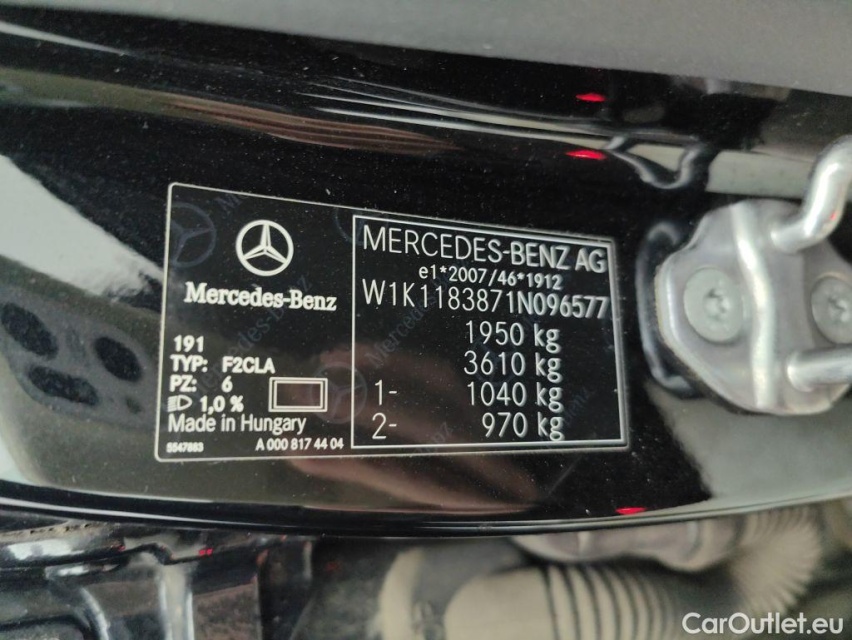 Mercedes-Benz
191
TYP: F2CLA
PZ: 6
1,0 %
Made in Hungary
5547883
A 000 817 44 04
MERCEDES-BENZ AG
e1*2007/46*1912
W1K1183871N096577
1950 kg
3610 kg
1- 1040 kg
2- 970 kg
CarOutlet.eu